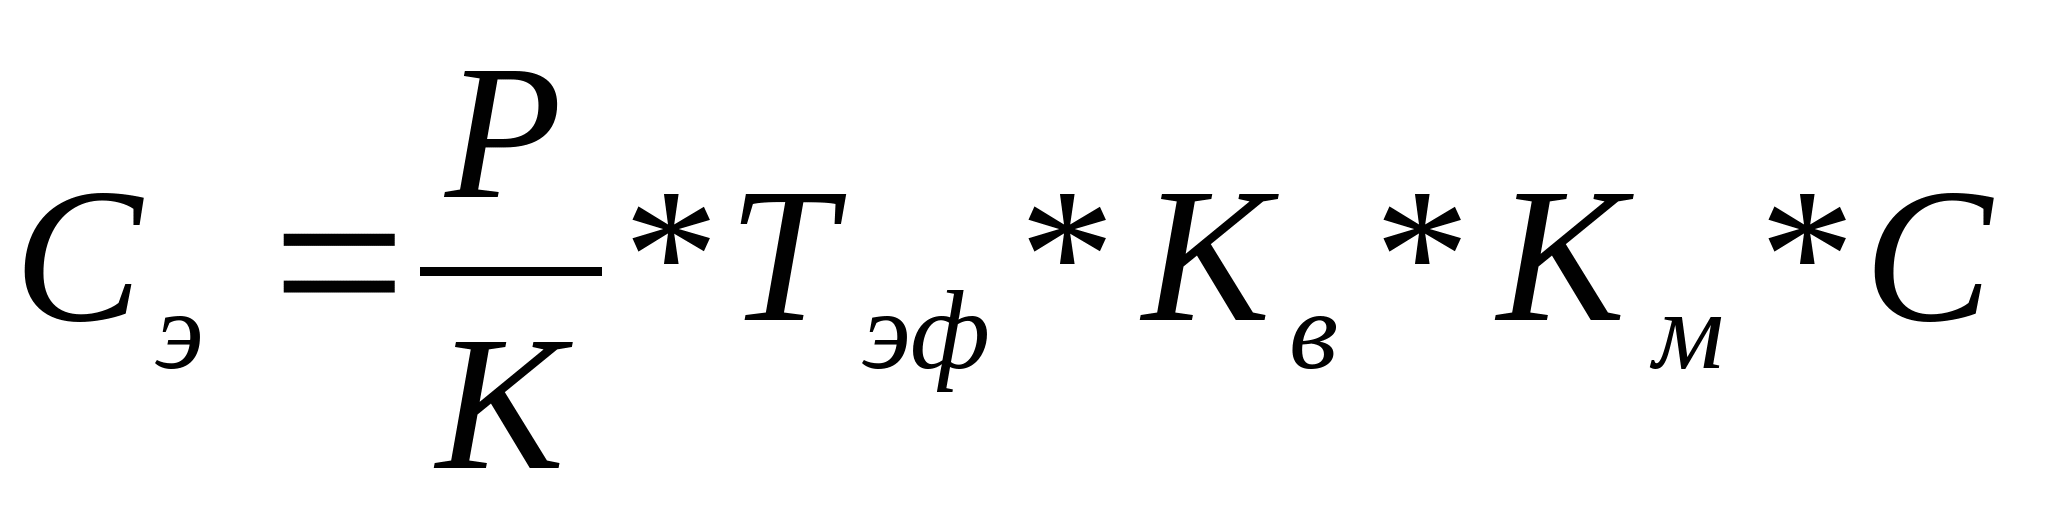 Cэ = P/K *Tэф *Kв *Kм *C